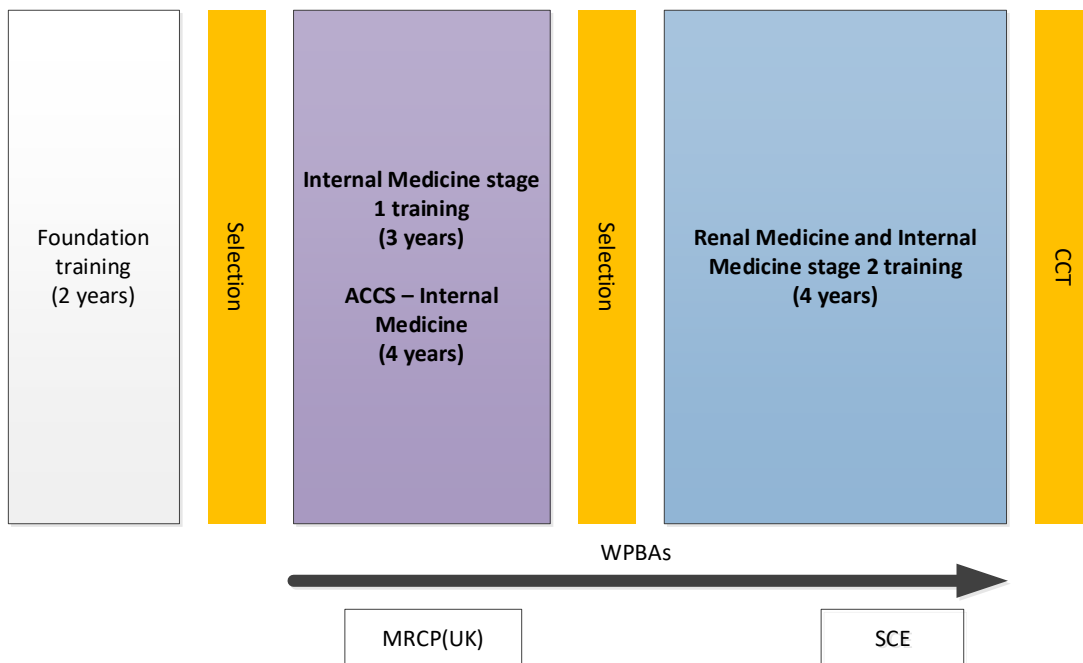 Foundation
training
(2 years)
Selection
Internal Medicine stage
1 training
(3 years)
ACCS – Internal
Medicine
(4 years)
Selection
Renal Medicine and Internal
Medicine stage 2 training
(4 years)
CCT
WPBAs
MRCP(UK)
SCE